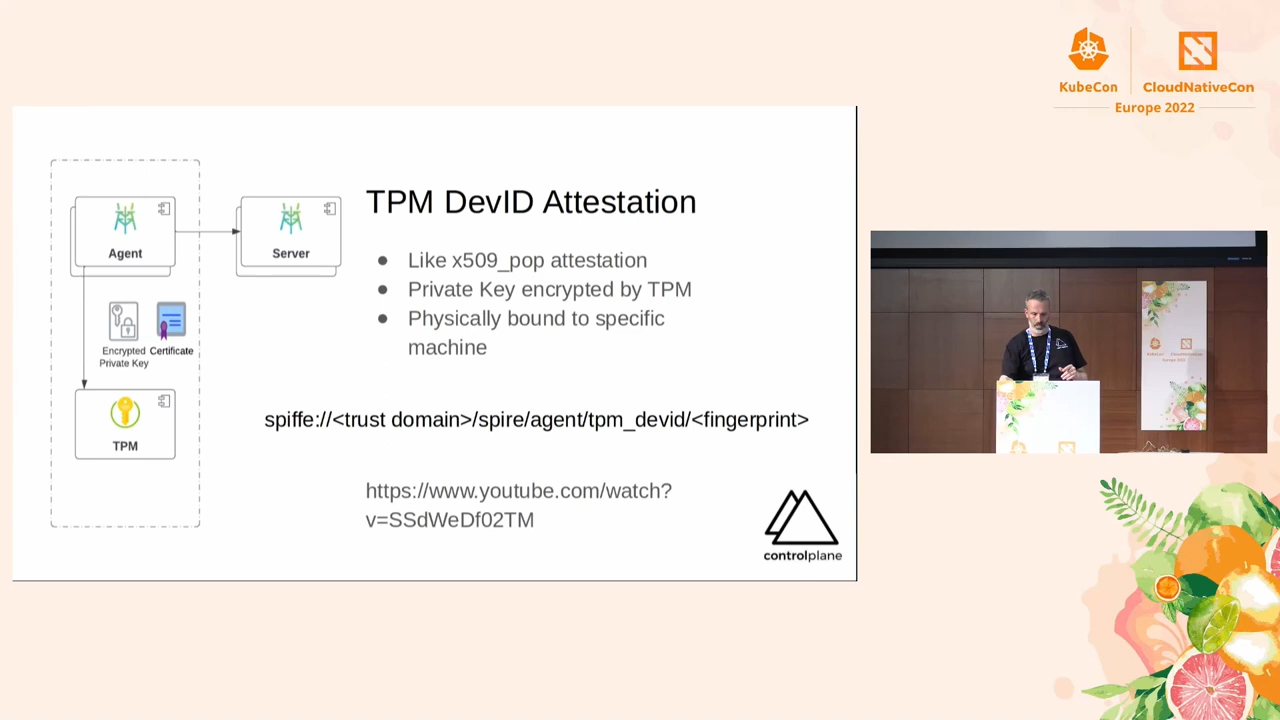 KubeCon
CloudNativeCon
Europe 2022
TPM DevID Attestation
Agent
Server
Like x509_pop attestation
Private Key encrypted by TPM
Physically bound to specific
machine
Encrypted
Private Key
Certificate
TPM
spiffe://<trust domain>/spire/agent/tpm_devid/<fingerprint>
https://www.youtube.com/watch?
v=SSdWeDf02TM
controlplane